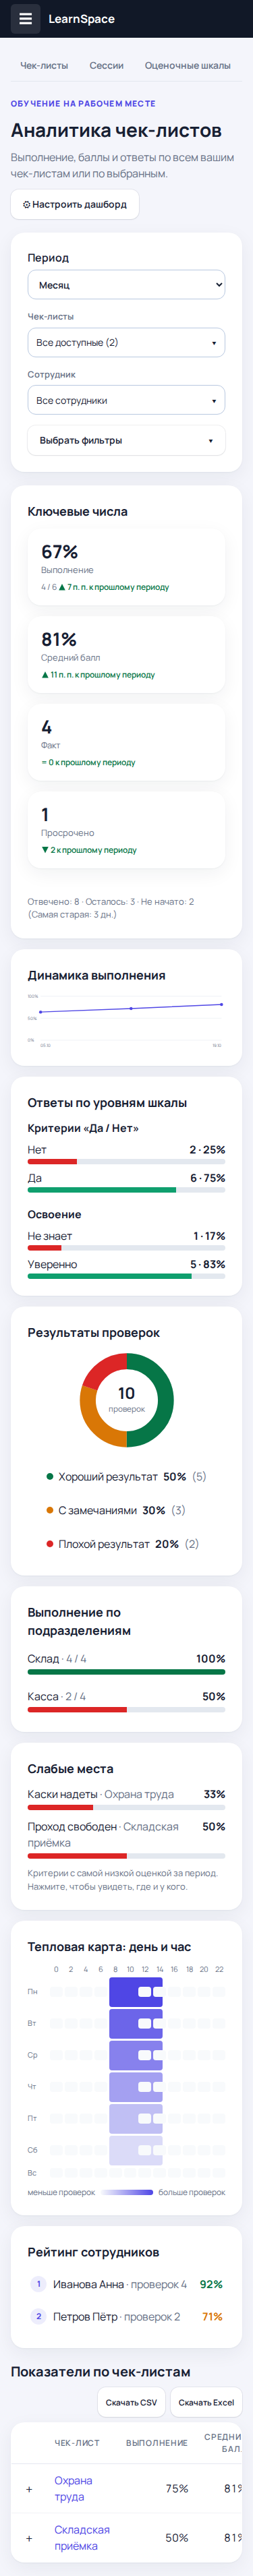 LearnSpace
Чек-листы Сессии Оценочные шкалы
ОБУЧЕНИЕ НА РАБОЧЕМ МЕСТЕ
Аналитика чек-листов
Выполнение, баллы и ответы по всем вашим
чек-листам или по выбранным.
Настроить дашборд
Период
Месяц
Чек-листы
Все доступные (2)
Сотрудник
Все сотрудники
Выбрать фильтры
Ключевые числа
67%
Выполнение
4 / 6 ▲ 7 п. п. к прошлому периоду
81%
Средний балл
▲ 11 п. п. к прошлому периоду
4
Факт
= 0 к прошлому периоду
1
Просрочено
▼ 2 к прошлому периоду
Отвечено: 8 · Осталось: 3 · Не начато: 2
(Самая старая: 3 дн.)
Динамика выполнения
100%
50%
0%
Ответы по уровням шкалы
Критерии «Да / Нет»
Нет 2 · 25%
Да 6 · 75%
Освоение
Не знает 1 · 17%
Уверенно 5 · 83%
Результаты проверок
10
проверок
Хороший результат 50% (5)
С замечаниями 30% (3)
Плохой результат 20% (2)
Выполнение по
подразделениям
Склад · 4 / 4 100%
Касса · 2 / 4 50%
Слабые места
Каски надеты · Охрана труда 33%
Проход свободен · Складская
приёмка 50%
Критерии с самой низкой оценкой за период.
Нажмите, чтобы увидеть, где и у кого.
Тепловая карта: день и час
0 2 4 6 8 10 12 14 16 18 20 22
Пн
Вт
Ср
Чт
Пт
Сб
Вс
меньше проверок больше проверок
Рейтинг сотрудников
1 Иванова Анна · проверок 4 92%
2 Петров Пётр · проверок 2 71%
Показатели по чек-листам
Скачать CSV Скачать Excel
ЧЕК-ЛИСТ ВЫПОЛНЕНИЕ
+ Охрана
труда 75% 81%
+ Складская
приёмка 50% 81%